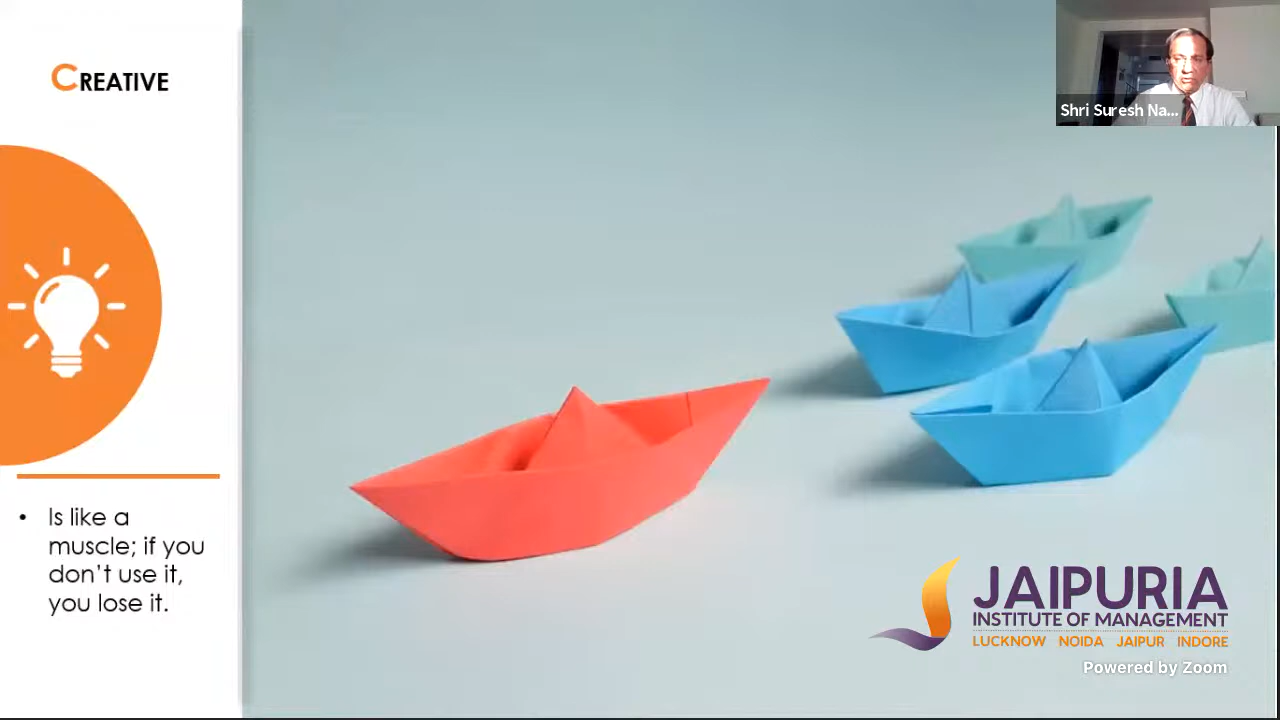 CREATIVE
Shri Suresh Na...
• Is like a
muscle; if you
don't use it,
you lose it.
JAIPURIA
INSTITUTE OF MANAGEMENT
LUCKNOW NOIDA JAIPUR INDORE
Powered by Zoom